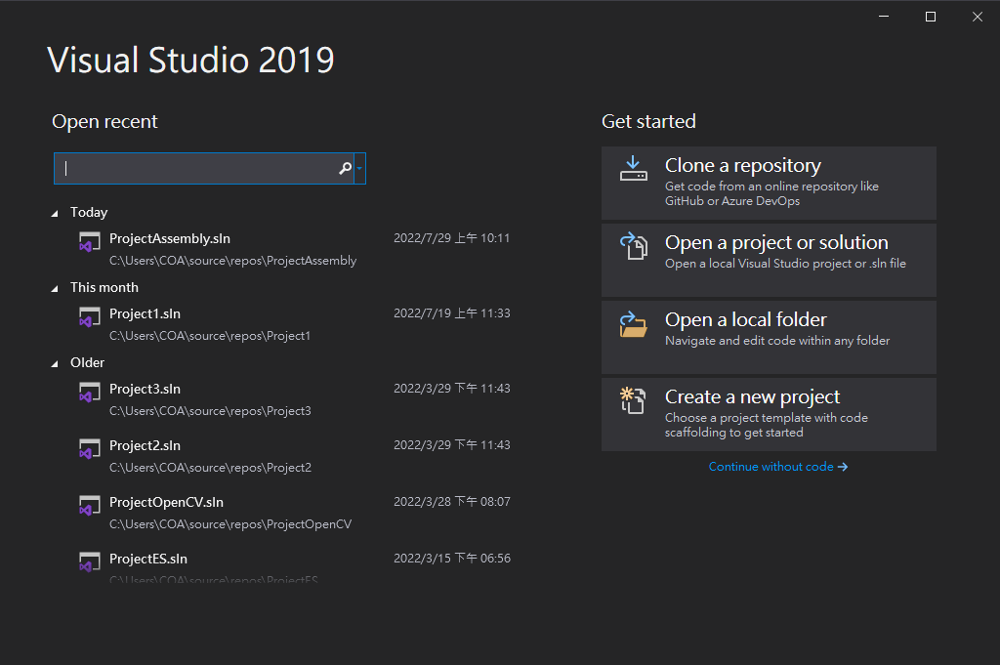 Visual Studio 2019
Open recent
Today
ProjectAssembly.sln
2022/7/29 上午 10:11
C:\Users\COA\source\repos\ProjectAssembly
This month
Project1.sln
2022/7/19 上午 11:33
C:\Users\COA\source\repos\Project1
Older
Project3.sln
2022/3/29 下午 11:43
C:\Users\COA\source\repos\Project3
Project2.sln
2022/3/29 下午 11:43
C:\Users\COA\source\repos\Project2
ProjectOpenCV.sln
2022/3/28 下午 08:07
C:\Users\COA\source\repos\ProjectOpenCV
ProjectES.sln
2022/3/15 下午 06:56
C:\Users\COA\source\repos\ProjectES
Get started
Clone a repository
Get code from an online repository like
GitHub or Azure DevOps
Open a project or solution
Open a local Visual Studio project or .sln file
Open a local folder
Navigate and edit code within any folder
Create a new project
Choose a project template with code
scaffolding to get started
Continue without code →